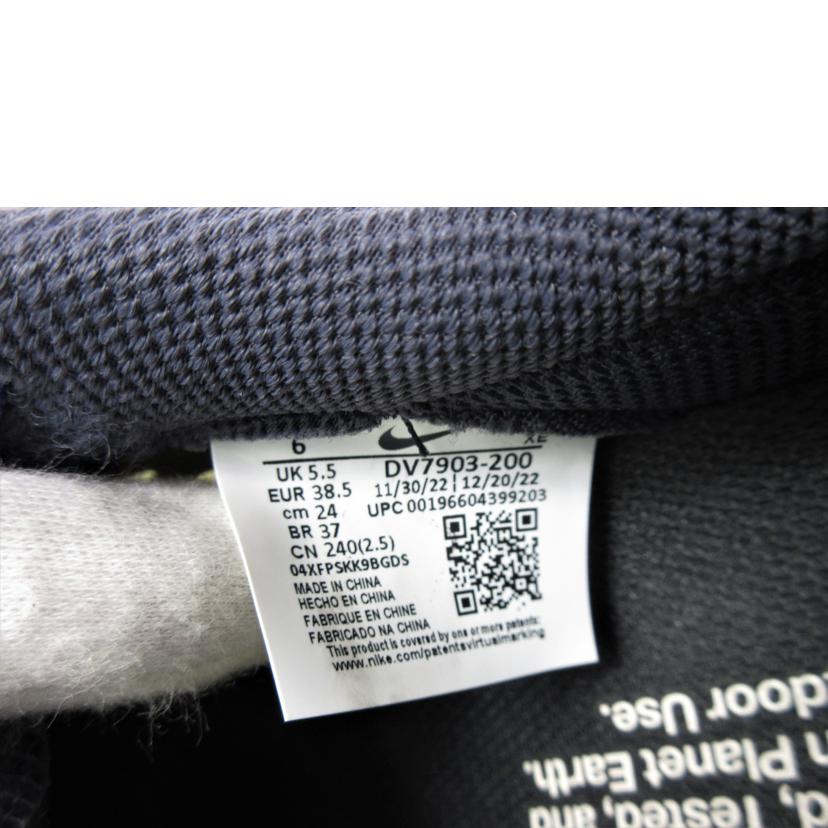 6 XE
UK 5.5 DV7903-200
EUR 38.5 11/30/22 | 12/20/22
cm 24 UPC 00196604399203
BR 37
CN 240(2.5)
04XFPSKK9BGDS
MADE IN CHINA
HECHO EN CHINA
FABRIQUE EN CHINE
FABRICADO NA CHINA
This product is covered by one or more patents:
www.nike.com/patentsvirtualmarking
Tested, and
Planet Earth.
Use.